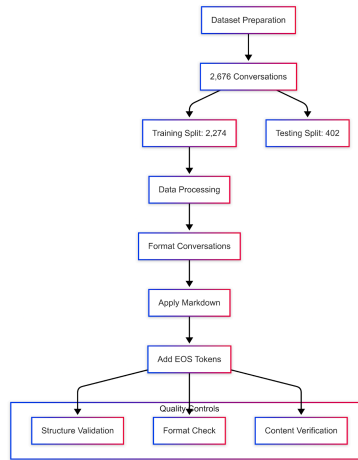 Dataset Preparation
2,676 Conversations
Training Split: 2,274
Testing Split: 402
Data Processing
Format Conversations
Apply Markdown
Add EOS Tokens
Quality Controls
Structure Validation
Format Check
Content Verification